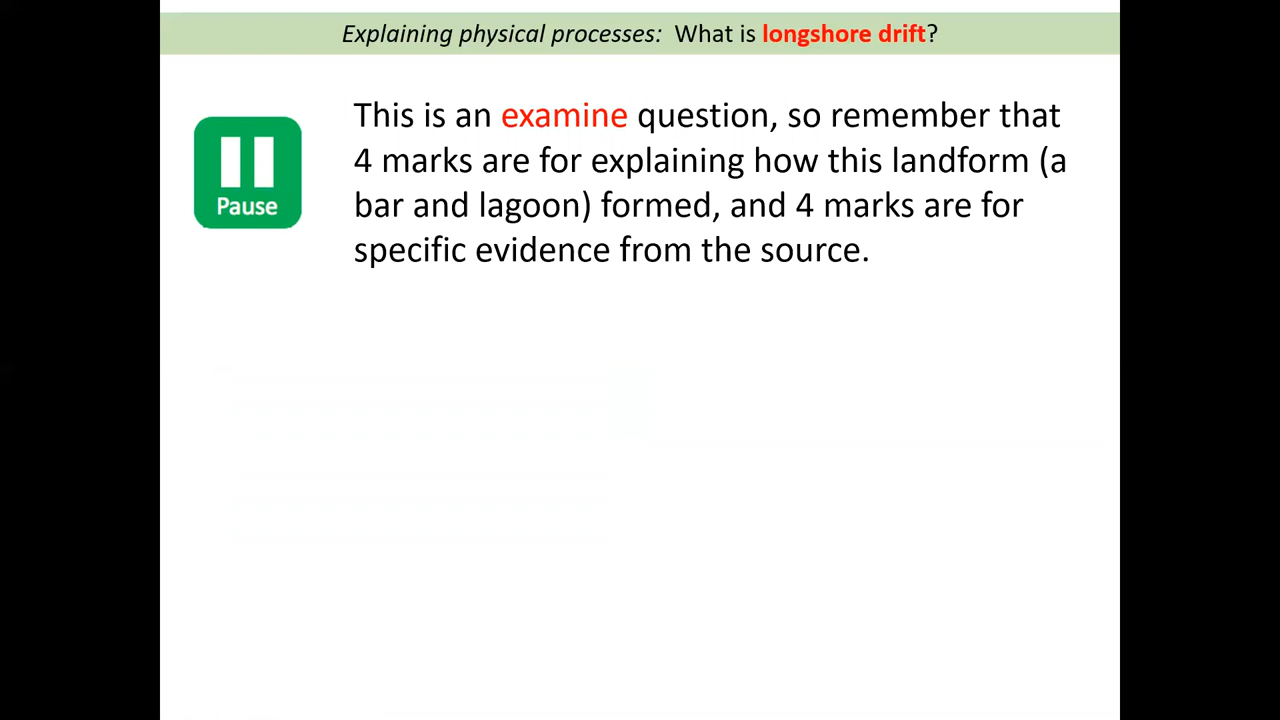 Explaining physical processes: What is longshore drift?
This is an examine question, so remember that
4 marks are for explaining how this landform (a
bar and lagoon) formed, and 4 marks are for
specific evidence from the source.
Pause